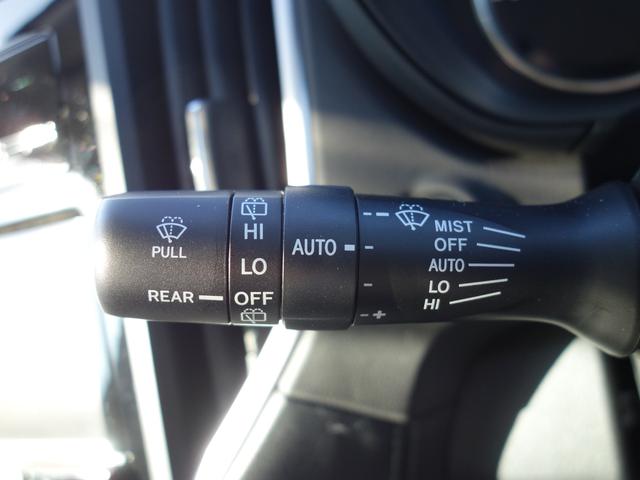 PULL
REAR
HI
LO
OFF
AUTO
- +
MIST
OFF
AUTO
LO
HI